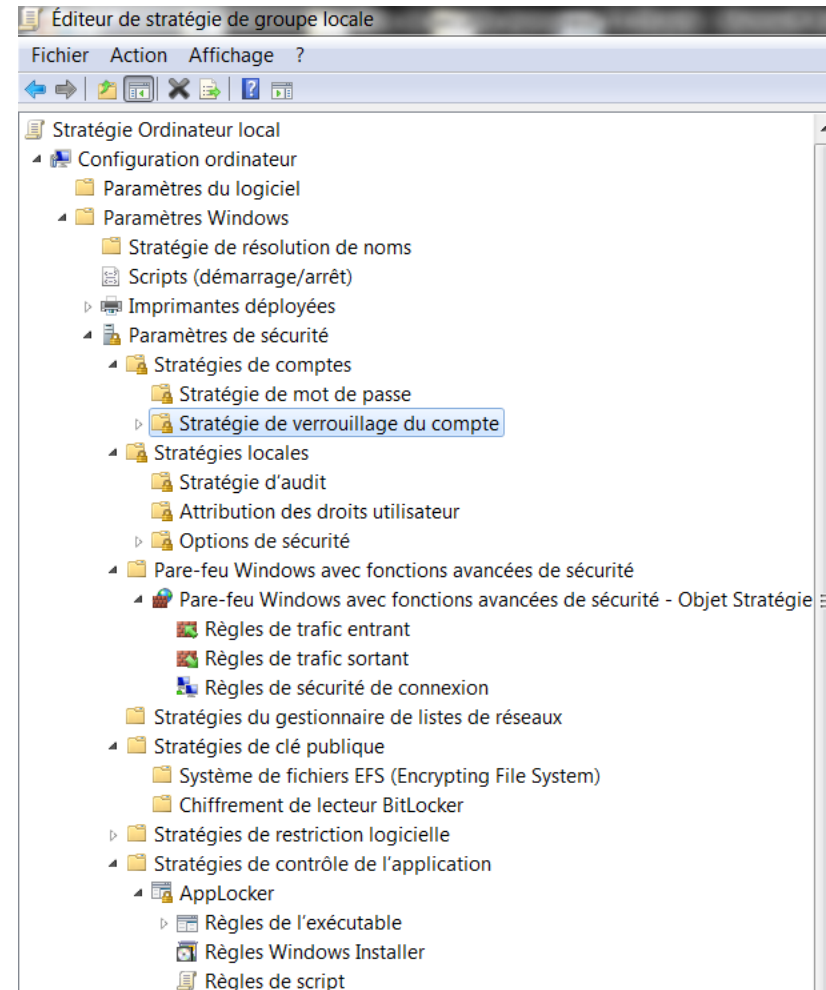 Éditeur de stratégie de groupe locale
Fichier Action Affichage ?
Stratégie Ordinateur local
Configuration ordinateur
Paramètres du logiciel
Paramètres Windows
Stratégie de résolution de noms
Scripts (démarrage/arrêt)
Imprimantes déployées
Paramètres de sécurité
Stratégies de comptes
Stratégie de mot de passe
Stratégie de verrouillage du compte
Stratégies locales
Stratégie d'audit
Attribution des droits utilisateur
Options de sécurité
Pare-feu Windows avec fonctions avancées de sécurité
Pare-feu Windows avec fonctions avancées de sécurité - Objet Stratégie
Règles de trafic entrant
Règles de trafic sortant
Règles de sécurité de connexion
Stratégies du gestionnaire de listes de réseaux
Stratégies de clé publique
Système de fichiers EFS (Encrypting File System)
Chiffrement de lecteur BitLocker
Stratégies de restriction logicielle
Stratégies de contrôle de l'application
AppLocker
Règles de l'exécutable
Règles Windows Installer
Règles de script